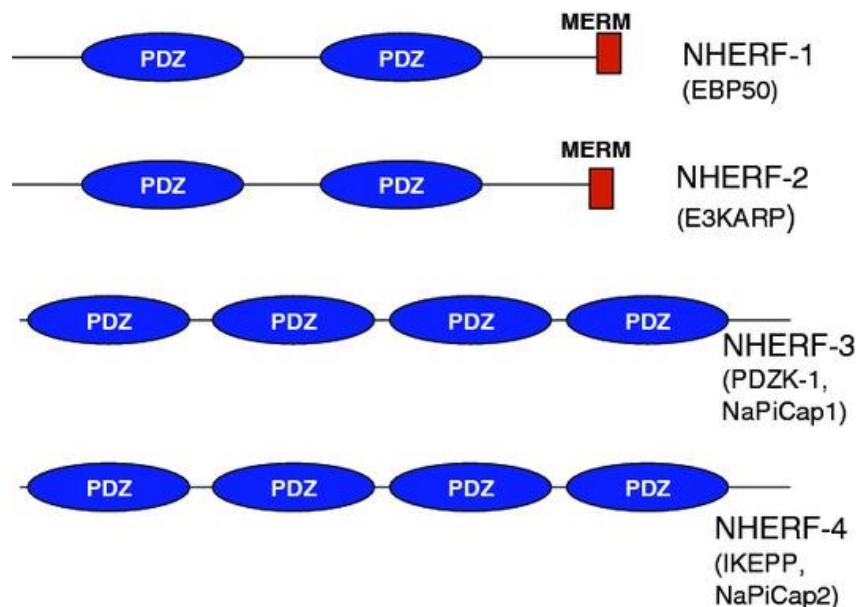 MERM
PDZ PDZ NHERF-1
(EBP50)
MERM
PDZ PDZ NHERF-2
(E3KARP)
PDZ PDZ PDZ PDZ
NHERF-3
(PDZK-1,
NaPiCap1)
PDZ PDZ PDZ PDZ
NHERF-4
(IKEPP,
NaPiCap2)